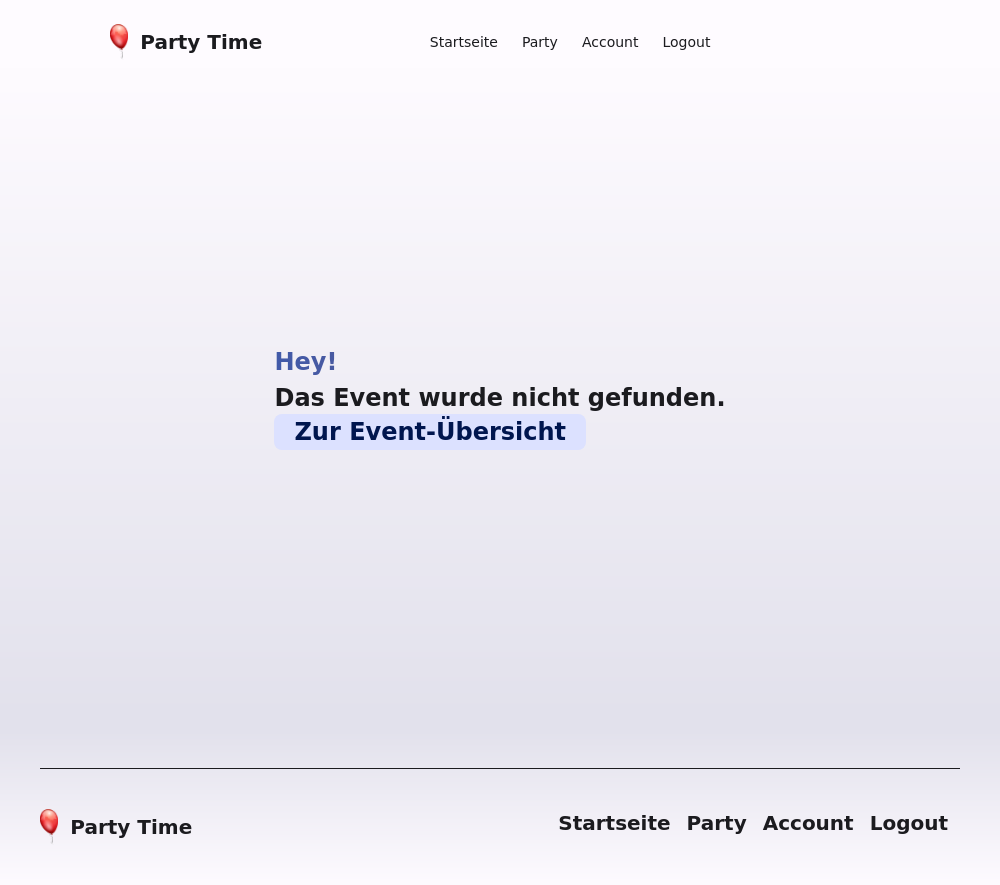 Party Time
Startseite Party Account Logout
Hey!
Das Event wurde nicht gefunden.
Zur Event-Übersicht
Party Time
Startseite Party Account Logout